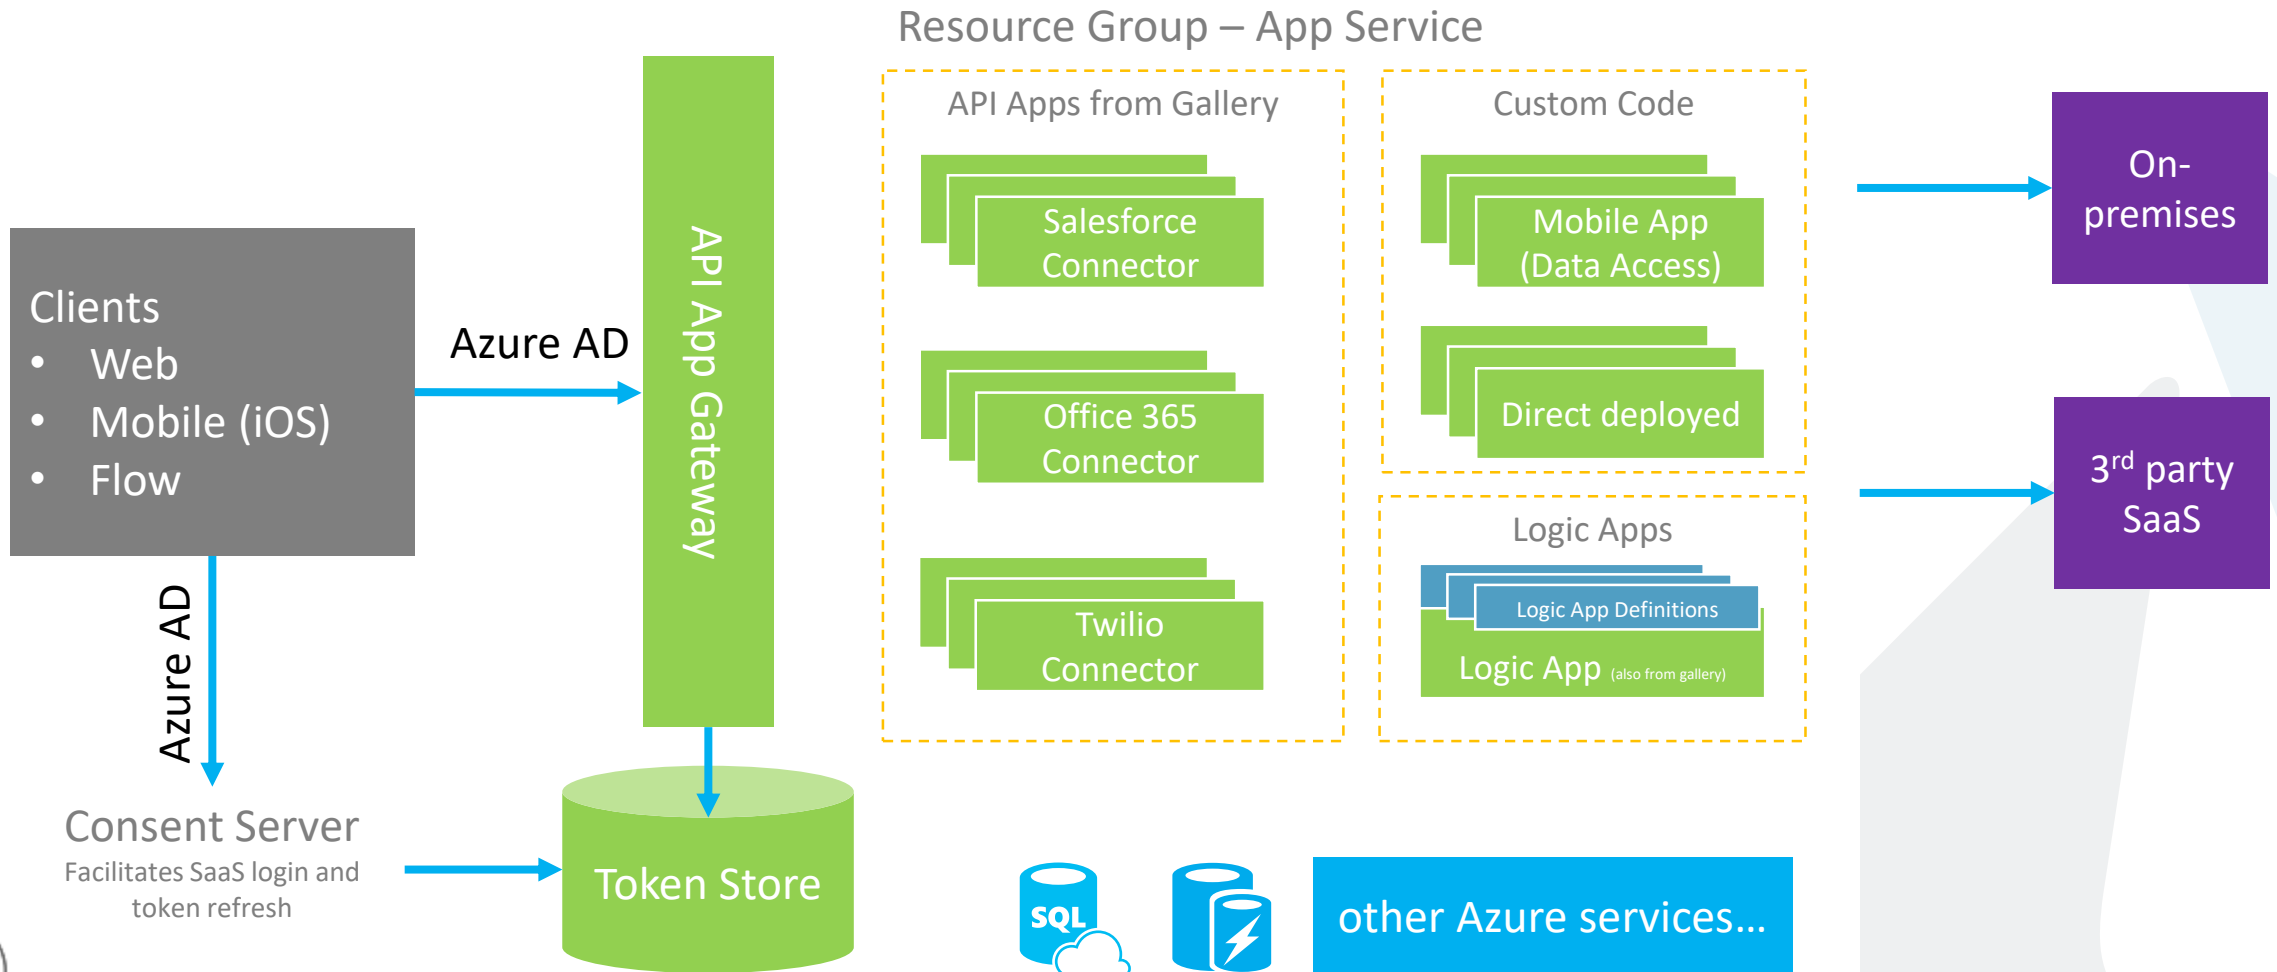 Resource Group – App Service
Clients
• Web
• Mobile (iOS)
• Flow
Azure AD
Azure AD
Consent Server
Facilitates SaaS login and
token refresh
API App Gateway
Token Store
API Apps from Gallery
Salesforce
Connector
Office 365
Connector
Twilio
Connector
Custom Code
Mobile App
(Data Access)
Direct deployed
Logic Apps
Logic App Definitions
Logic App (also from gallery)
SQL
other Azure services…
On-
premises
3rd party
SaaS